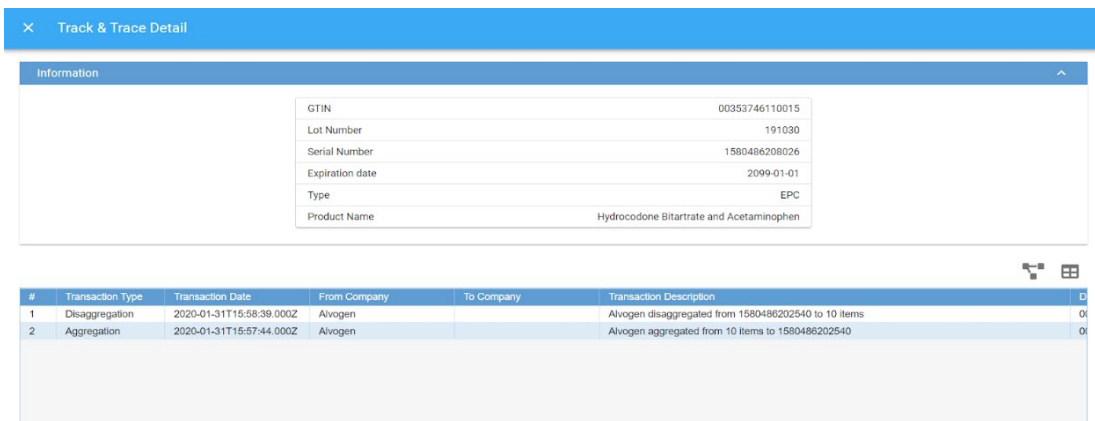 × Track & Trace Detail
Information
GTIN 00353746110015
Lot Number 191030
Serial Number 1580486208026
Expiration date 2099-01-01
Type EPC
Product Name Hydrocodone Bitartrate and Acetaminophen
# Transaction Type Transaction Date From Company To Company Transaction Description
1 Disaggregation 2020-01-31T15:58:39.000Z Alvogen Alvogen disaggregated from 1580486202540 to 10 items
2 Aggregation 2020-01-31T15:57:44.000Z Alvogen Alvogen aggregated from 10 items to 1580486202540